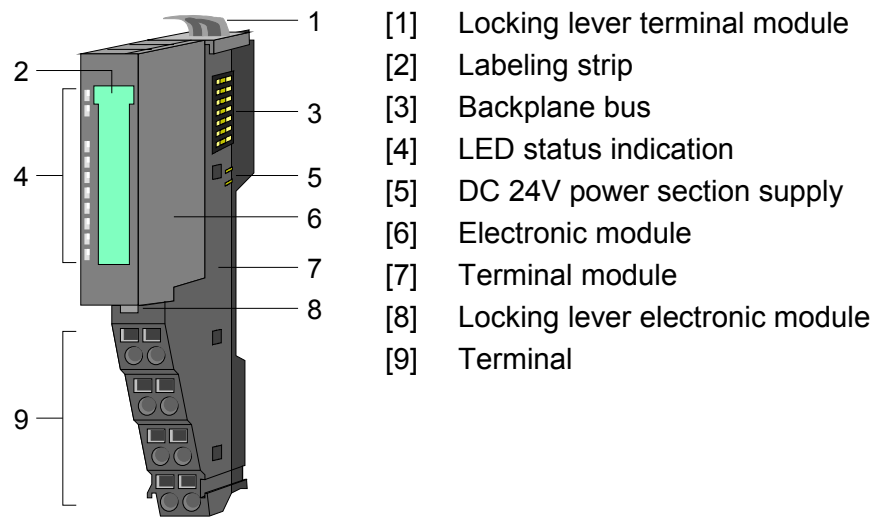 1
2
3
4
5
6
7
8
9
[1] Locking lever terminal module
[2] Labeling strip
[3] Backplane bus
[4] LED status indication
[5] DC 24V power section supply
[6] Electronic module
[7] Terminal module
[8] Locking lever electronic module
[9] Terminal